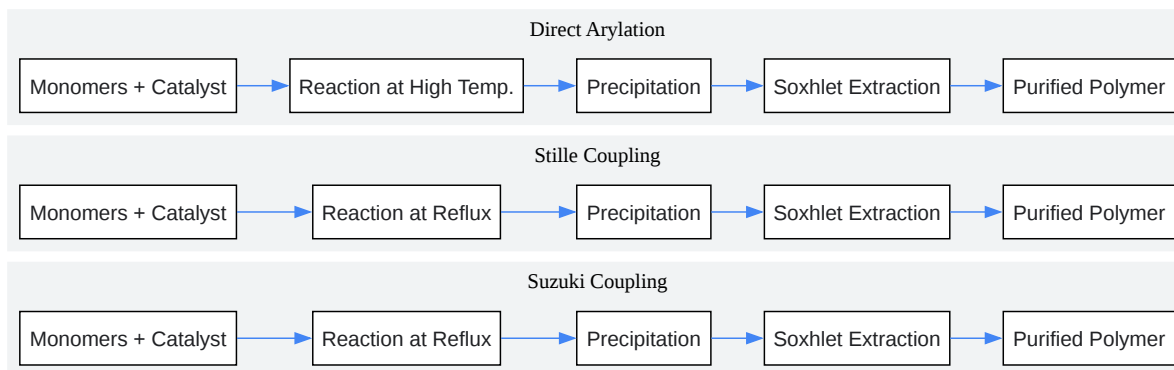 Direct Arylation
Monomers + Catalyst
Reaction at High Temp.
Precipitation
Soxhlet Extraction
Purified Polymer
Stille Coupling
Monomers + Catalyst
Reaction at Reflux
Precipitation
Soxhlet Extraction
Purified Polymer
Suzuki Coupling
Monomers + Catalyst
Reaction at Reflux
Precipitation
Soxhlet Extraction
Purified Polymer